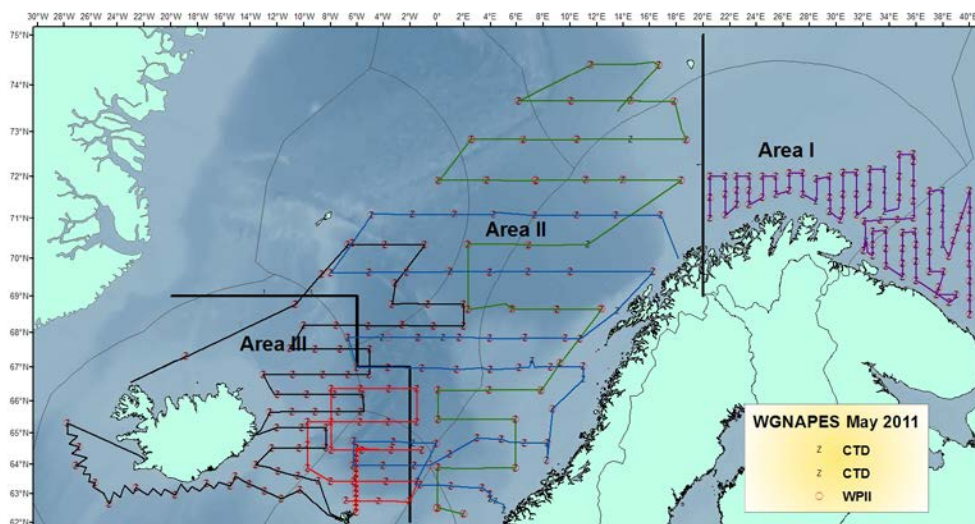 30°W 28°W 26°W 24°W 22°W 20°W 18°W 16°W 14°W 12°W 10°W 8°W 6°W 4°W 2°W 0° 2°E 4°E 6°E 8°E 10°E 12°E 14°E 16°E 18°E 20°E 22°E 24°E 26°E 28°E 30°E 32°E 34°E 36°E 38°E 40°E
75°N
74°N
73°N
72°N
71°N
70°N
69°N
68°N
67°N
66°N
65°N
64°N
63°N
62°N
Area I
Area II
Area III
WGNAPES May 2011
z CTD
z CTD
WPII